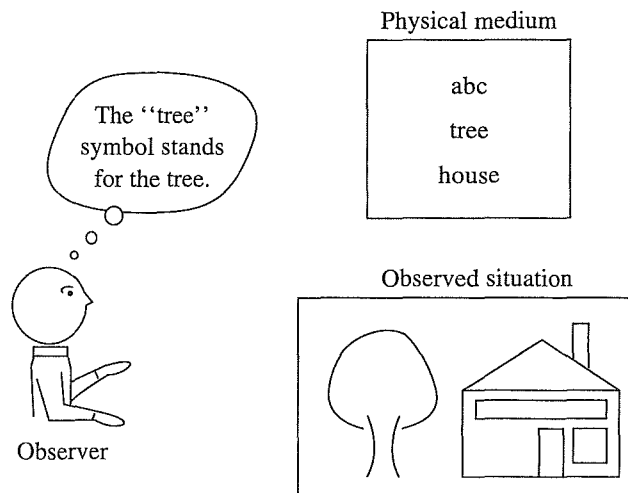 Physical medium
The ‘‘tree’’
symbol stands
for the tree.
abc
tree
house
Observed situation
Observer